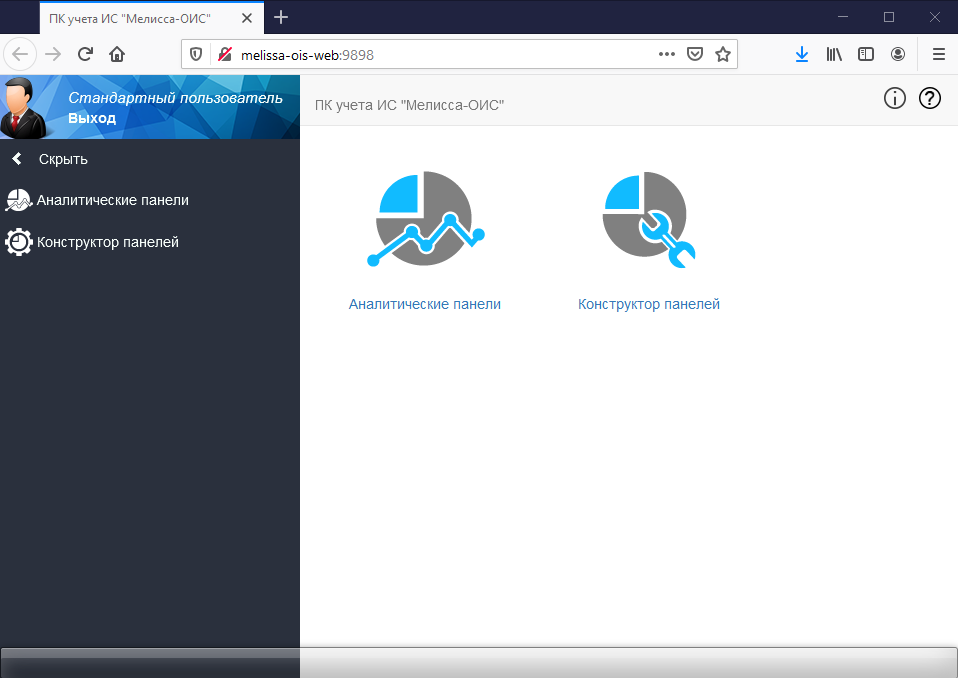 ПК учета ИС "Мелисса-ОИС"
melissa-ois-web:9898
Стандартный пользователь
Выход
ПК учета ИС "Мелисса-ОИС"
Скрыть
Аналитические панели
Конструктор панелей
Аналитические панели
Конструктор панелей